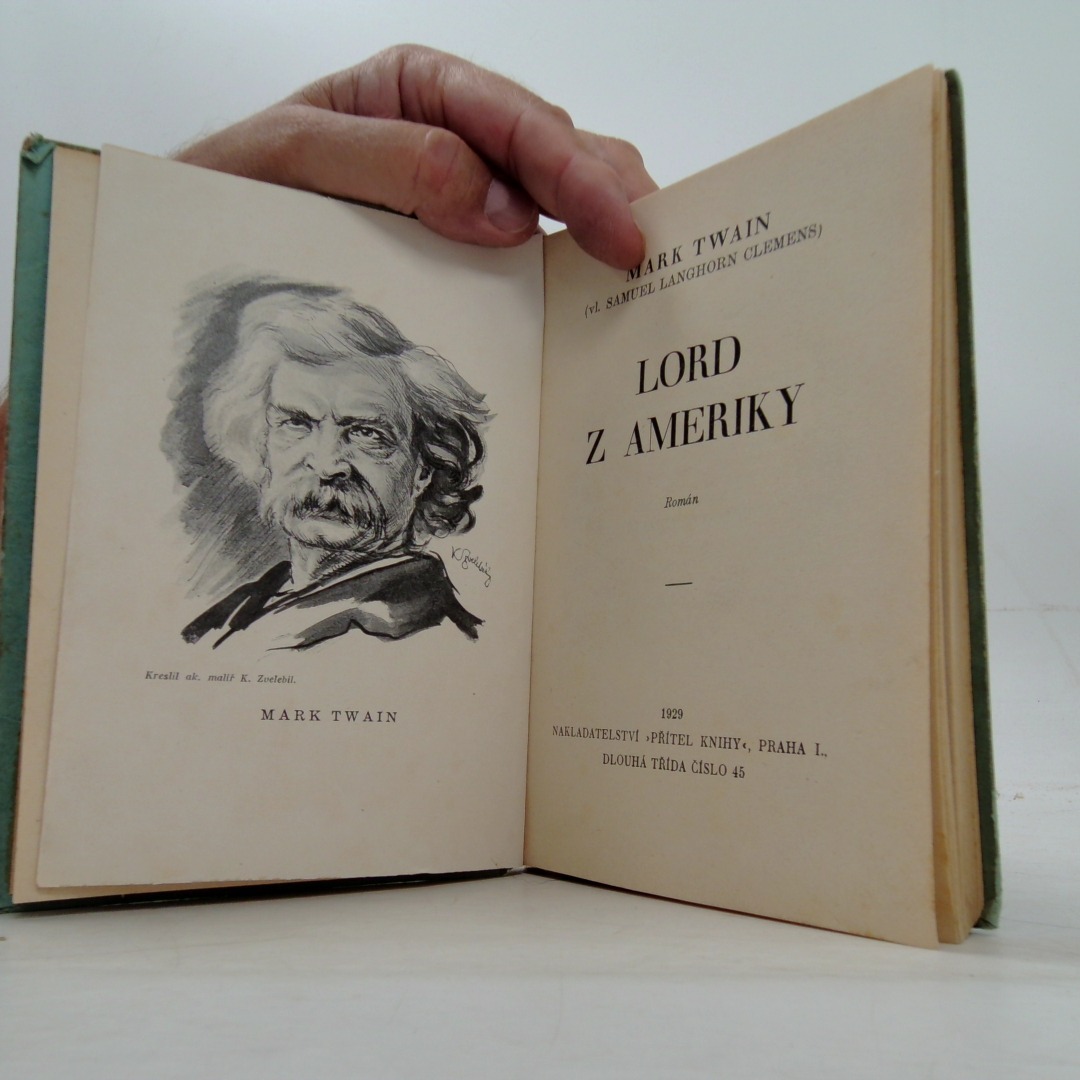 K. Zvelebil
Kreslil ak. malíř K. Zvelebil.
MARK TWAIN
MARK TWAIN
(vl. SAMUEL LANGHORN CLEMENS)
LORD
Z AMERIKY
Román
1929
NAKLADATELSTVÍ ›PŘÍTEL KNIHY‹, PRAHA I.,
DLOUHÁ TŘÍDA ČÍSLO 45